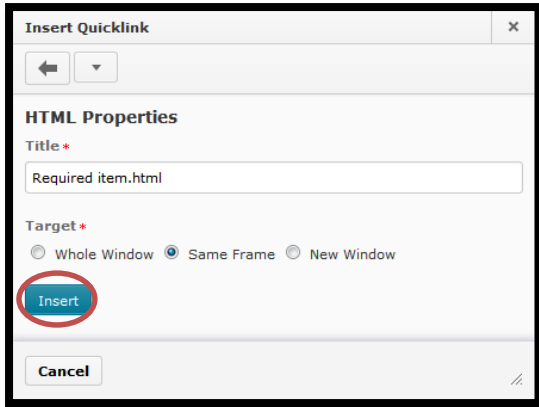 Insert Quicklink ×
HTML Properties
Title *
Required item.html
Target *
Whole Window Same Frame New Window
Insert
Cancel